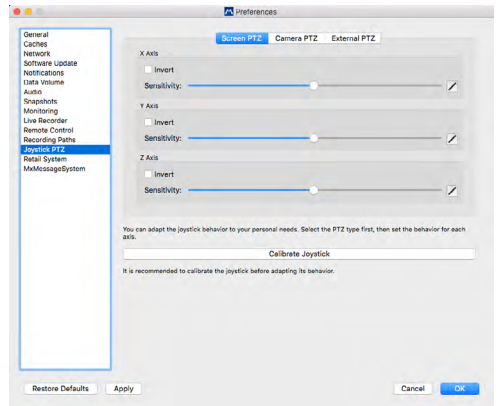 Preferences
General
Caches
Network
Software Update
Notifications
Data Volume
Audio
Snapshots
Monitoring
Live Recorder
Remote Control
Recording Paths
Joystick PTZ
Retail System
MxMessageSystem
Screen PTZ Camera PTZ External PTZ
X Axis
Invert
Sensitivity:
Y Axis
Invert
Sensitivity:
Z Axis
Invert
Sensitivity:
You can adapt the joystick behavior to your personal needs. Select the PTZ type first, then set the behavior for each
axis.
Calibrate Joystick
It is recommended to calibrate the joystick before adapting its behavior.
Restore Defaults Apply Cancel OK